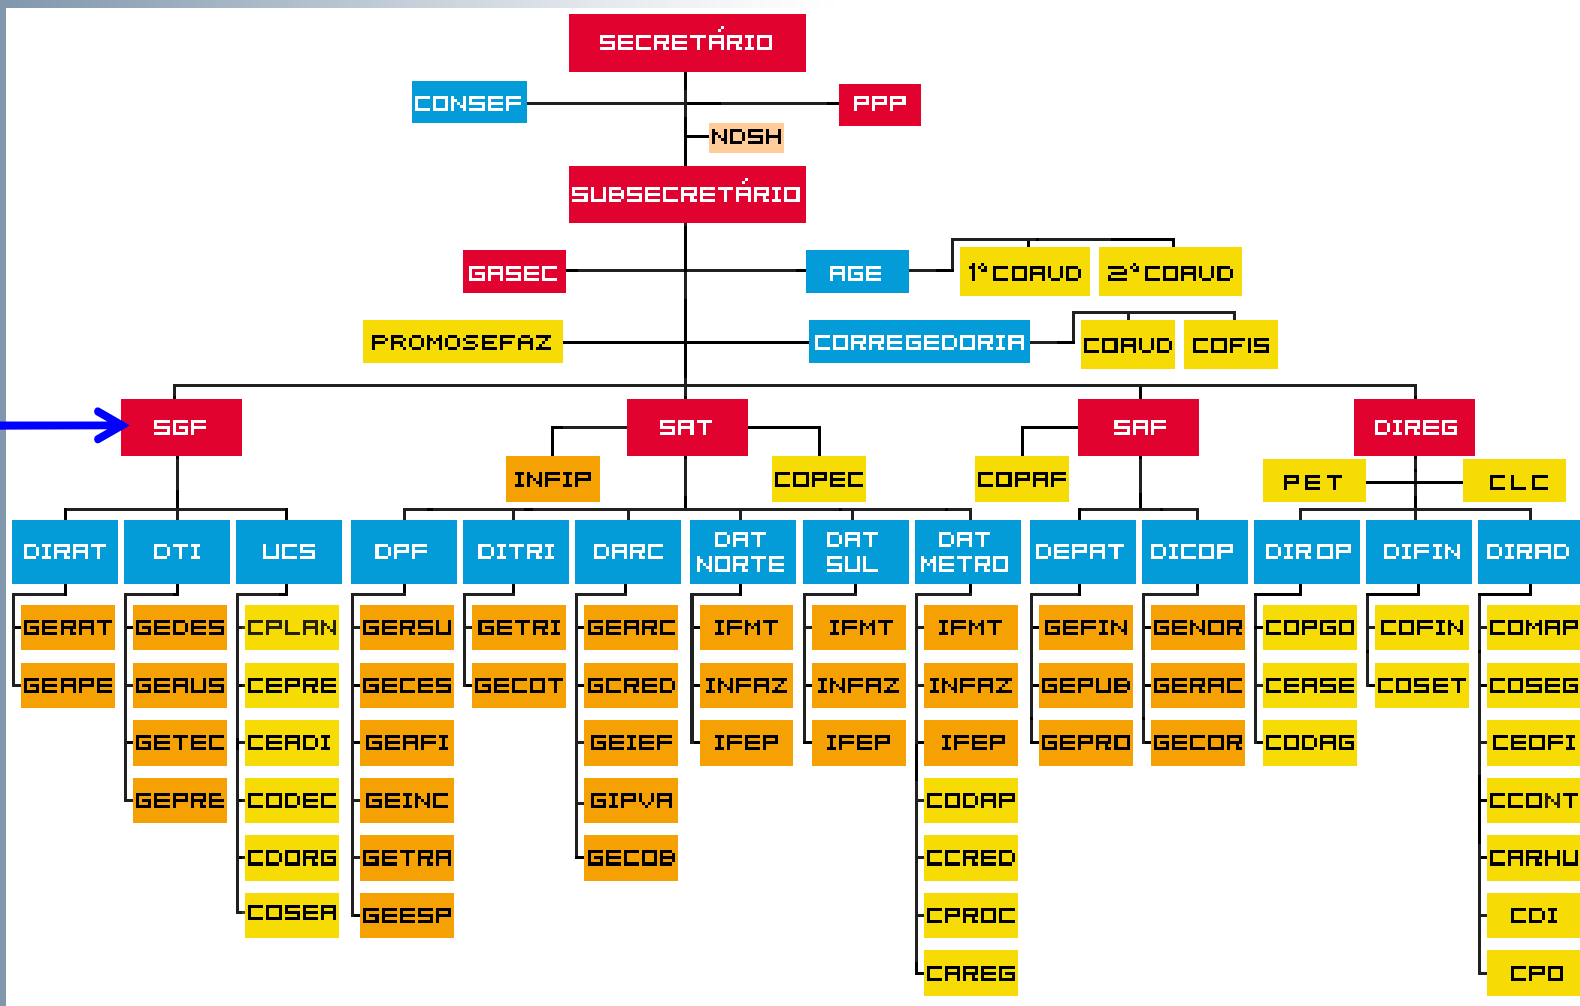 SECRETÁRIO
CONSEF
PPP
NDSH
SUBSECRETÁRIO
GASEC
AGE
1ª COAUD
2ª COAUD
PROMOSEFAZ
CORREGEDORIA
COAUD
COFIS
SGF
SAT
SAF
DIREG
INFIP
COPEC
COPAF
PET
CLC
DIRAT
DTI
UCS
DPF
DITRI
DARC
DAT
NORTE
DAT
SUL
DAT
METRO
DEPAT
DICOP
DIROP
DIFIN
DIRAD
GERAT
GEDES
CPLAN
GERSU
GETRI
GEARC
IFMT
IFMT
IFMT
GEFIN
GENOR
COPGO
COFIN
COMAP
GEAPE
GEAUS
CEPRE
GECES
GECOT
GCRED
INFAZ
INFAZ
INFAZ
GEPUB
GERAC
CEASE
COSET
COSEG
GETEC
CEADI
GEAFI
GEIEF
IFEP
IFEP
IFEP
GEPRO
GECOR
CODAG
CEOFI
GEPRE
CODEC
GEINC
GIPVA
CODAP
CCONT
CDORG
GETRA
GECOB
CCRED
CARHU
COSEA
GEESP
CPROC
CDI
CAREG
CPO